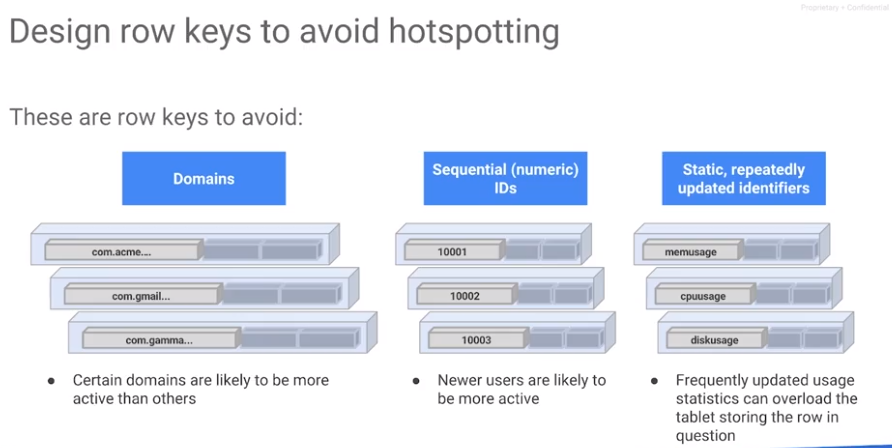 Proprietary + Confidential
Design row keys to avoid hotspotting
These are row keys to avoid:
Domains
com.acme....
com.gmail...
com.gamma...
● Certain domains are likely to be more
active than others
Sequential (numeric)
IDs
10001
10002
10003
● Newer users are likely to
be more active
Static, repeatedly
updated identifiers
memusage
cpuusage
diskusage
● Frequently updated usage
statistics can overload the
tablet storing the row in
question